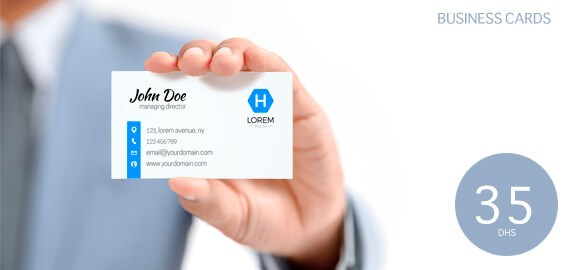 BUSINESS CARDS
John Doe
managing director
H
LOREM
IPSUM
123, lorem avenue, ny
123 456 789
email@yourdomain.com
www.yourdomain.com
35
DHS